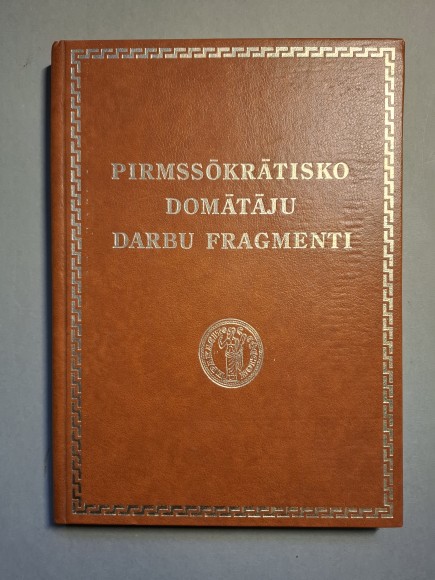 PIRMSSŌKRĀTISKO
DOMĀTĀJU
DARBU FRAGMENTI